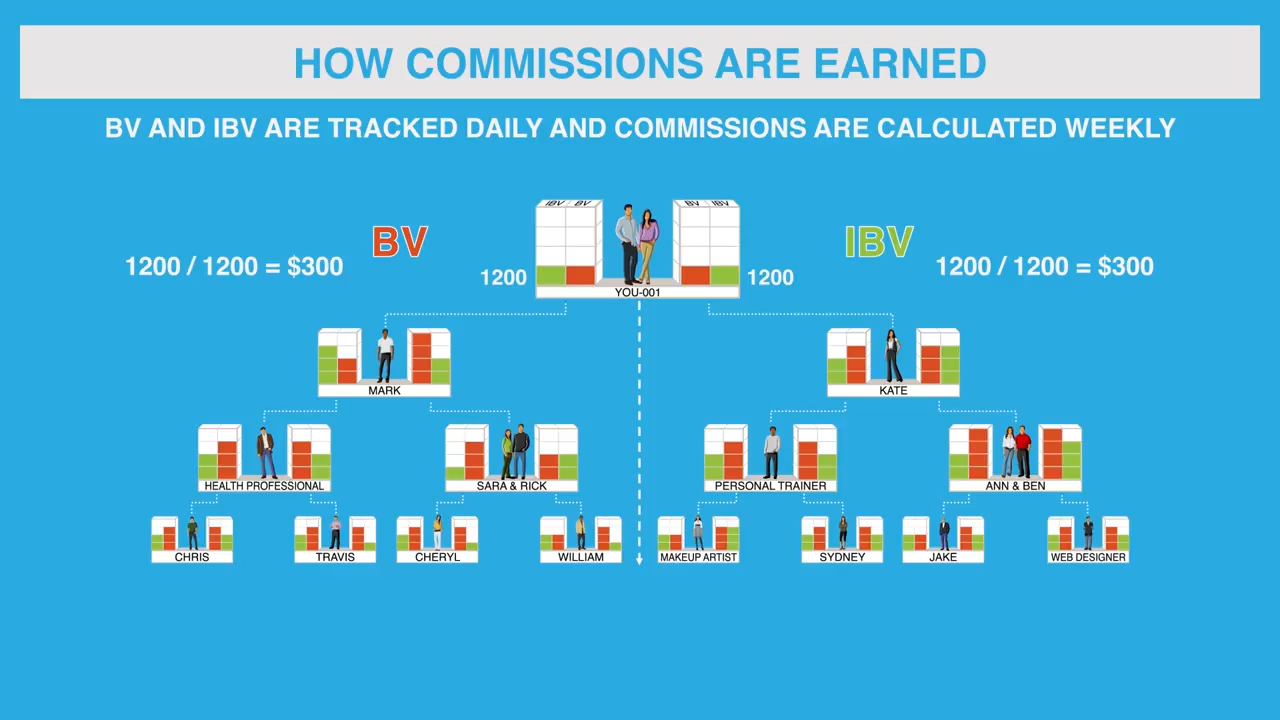 HOW COMMISSIONS ARE EARNED
BV AND IBV ARE TRACKED DAILY AND COMMISSIONS ARE CALCULATED WEEKLY
IBV BV
BV IBV
BV
IBV
1200 / 1200 = $300
1200
1200
1200 / 1200 = $300
YOU-001
MARK
KATE
HEALTH PROFESSIONAL
SARA & RICK
PERSONAL TRAINER
ANN & BEN
CHRIS
TRAVIS
CHERYL
WILLIAM
MAKEUP ARTIST
SYDNEY
JAKE
WEB DESIGNER